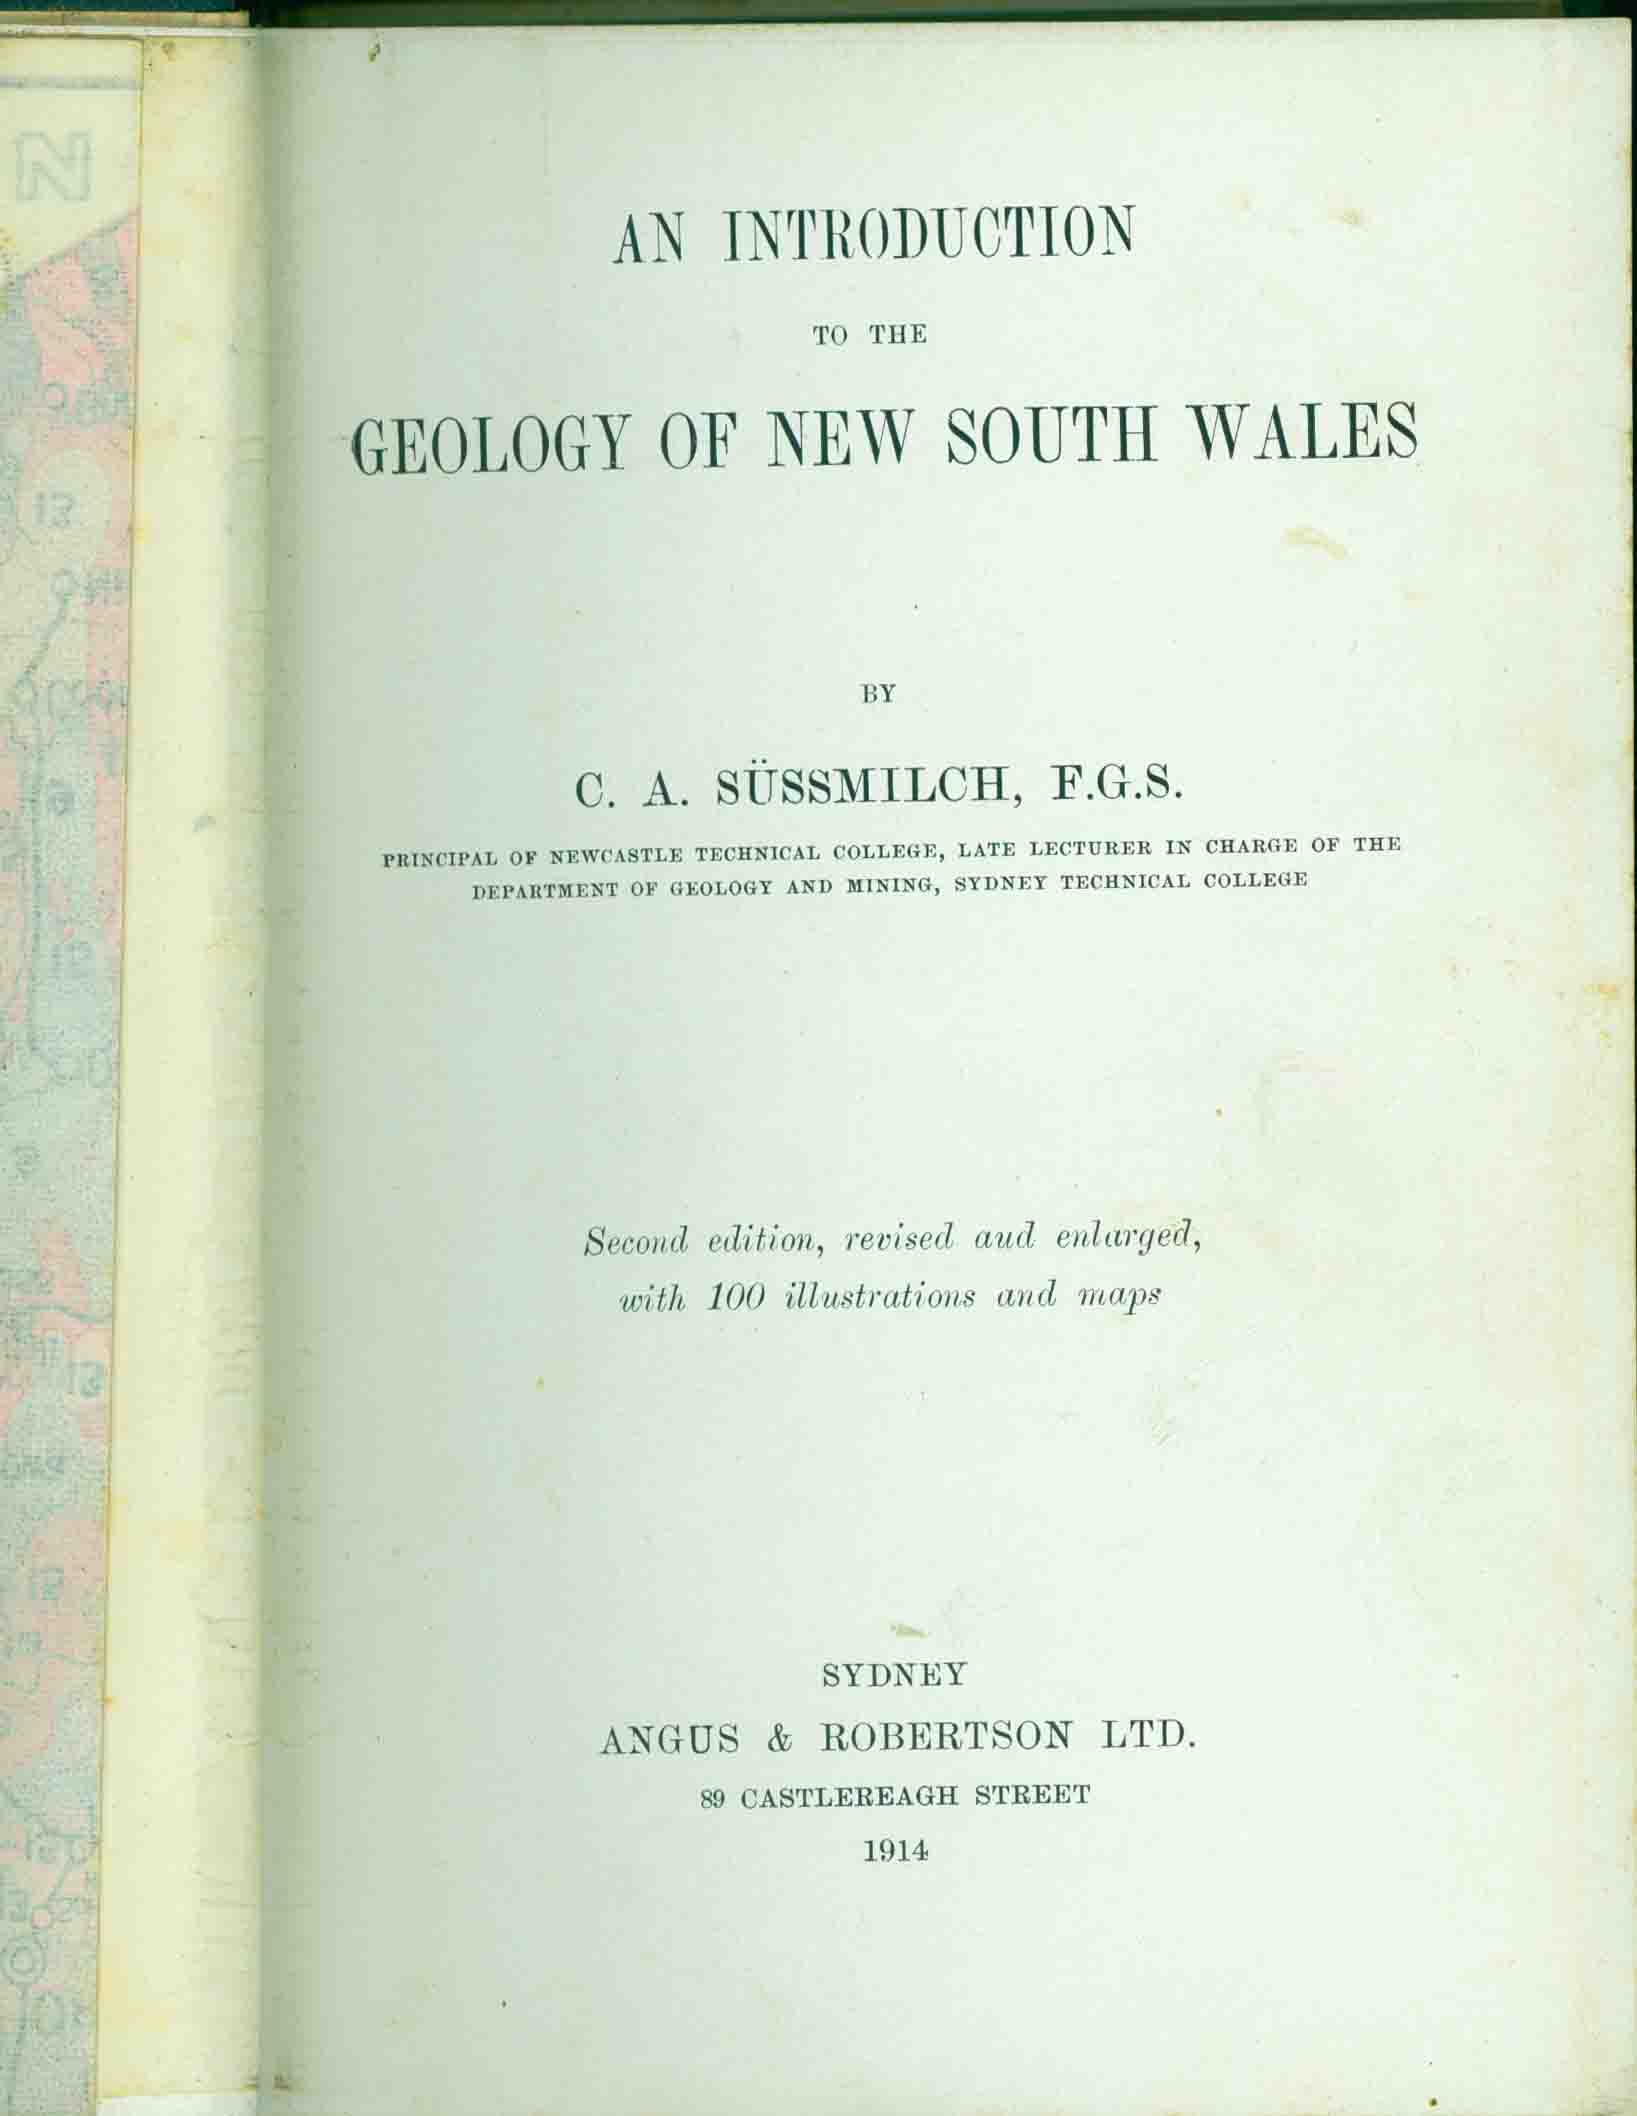 AN INTRODUCTION
TO THE
GEOLOGY OF NEW SOUTH WALES
BY
C. A. SÜSSMILCH, F.G.S.
PRINCIPAL OF NEWCASTLE TECHNICAL COLLEGE, LATE LECTURER IN CHARGE OF THE
DEPARTMENT OF GEOLOGY AND MINING, SYDNEY TECHNICAL COLLEGE
Second edition, revised aud enlarged,
with 100 illustrations and maps
SYDNEY
ANGUS & ROBERTSON LTD.
89 CASTLEREAGH STREET
1914